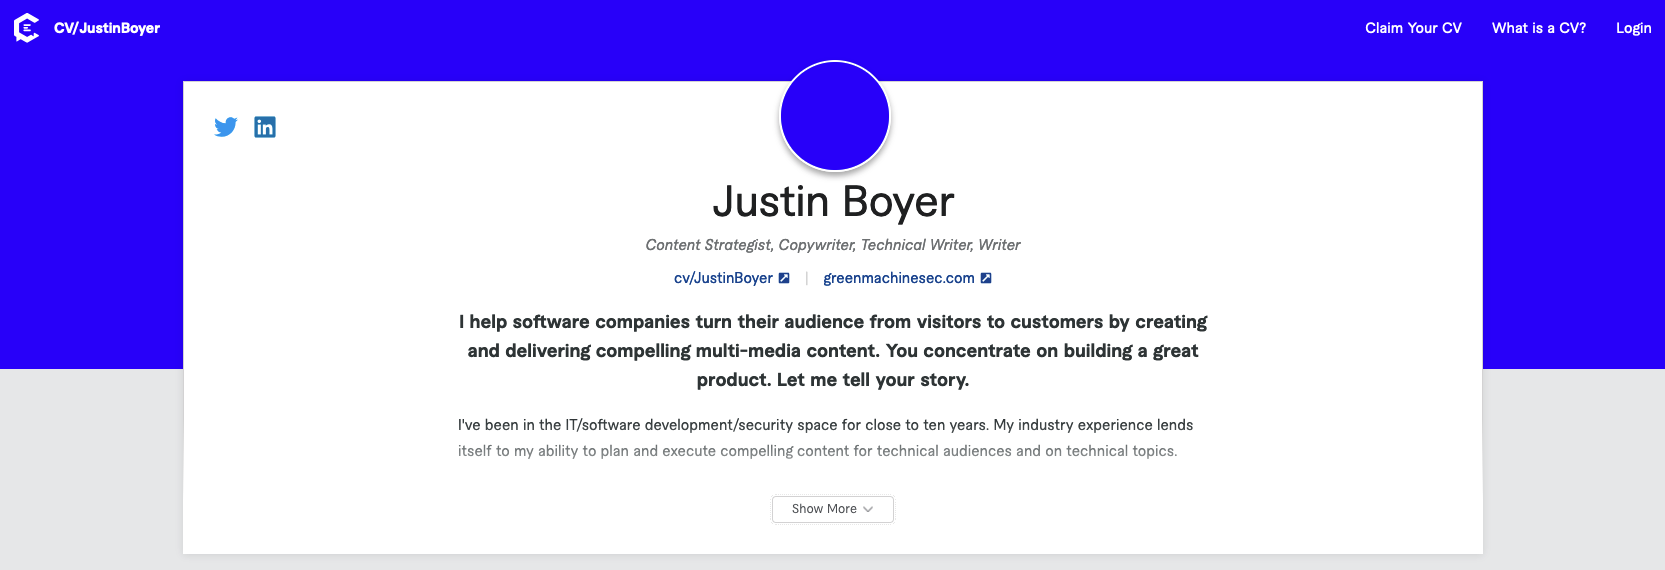 CV/JustinBoyer
Claim Your CV
What is a CV?
Login
in
Justin Boyer
Content Strategist, Copywriter, Technical Writer, Writer
cv/JustinBoyer | greenmachinesec.com
I help software companies turn their audience from visitors to customers by creating
and delivering compelling multi-media content. You concentrate on building a great
product. Let me tell your story.
I've been in the IT/software development/security space for close to ten years. My industry experience lends
itself to my ability to plan and execute compelling content for technical audiences and on technical topics.
Show More